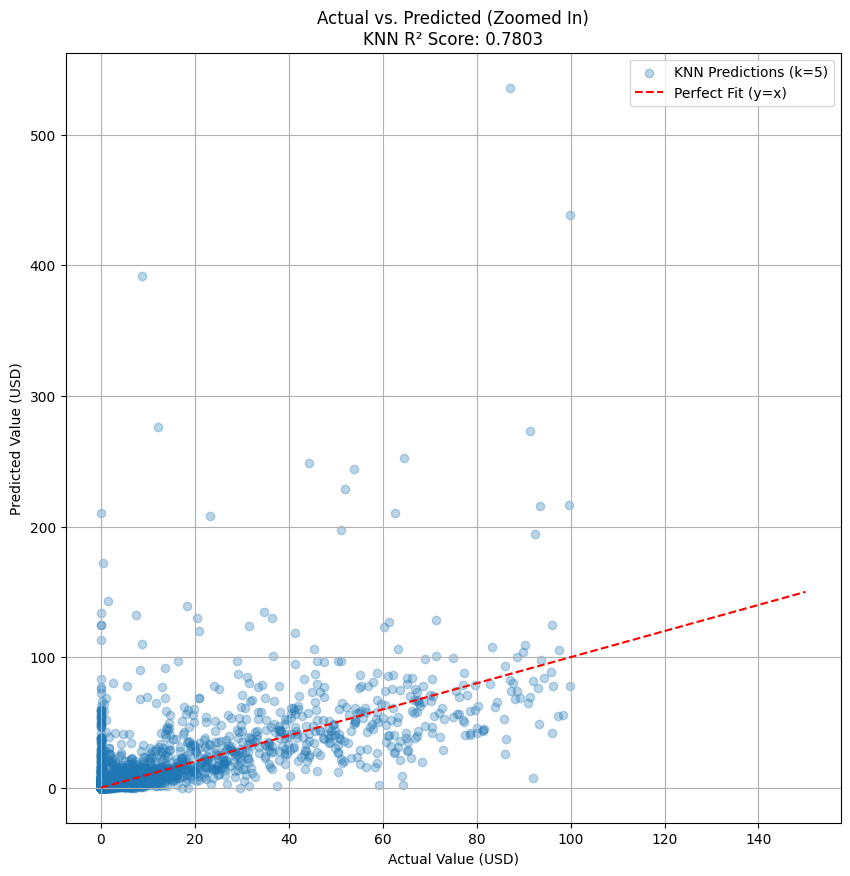 Actual vs. Predicted (Zoomed In)
KNN R² Score: 0.7803
KNN Predictions (k=5)
Perfect Fit (y=x)
Predicted Value (USD)
500
400
300
200
100
0
0 20 40 60 80 100 120 140
Actual Value (USD)